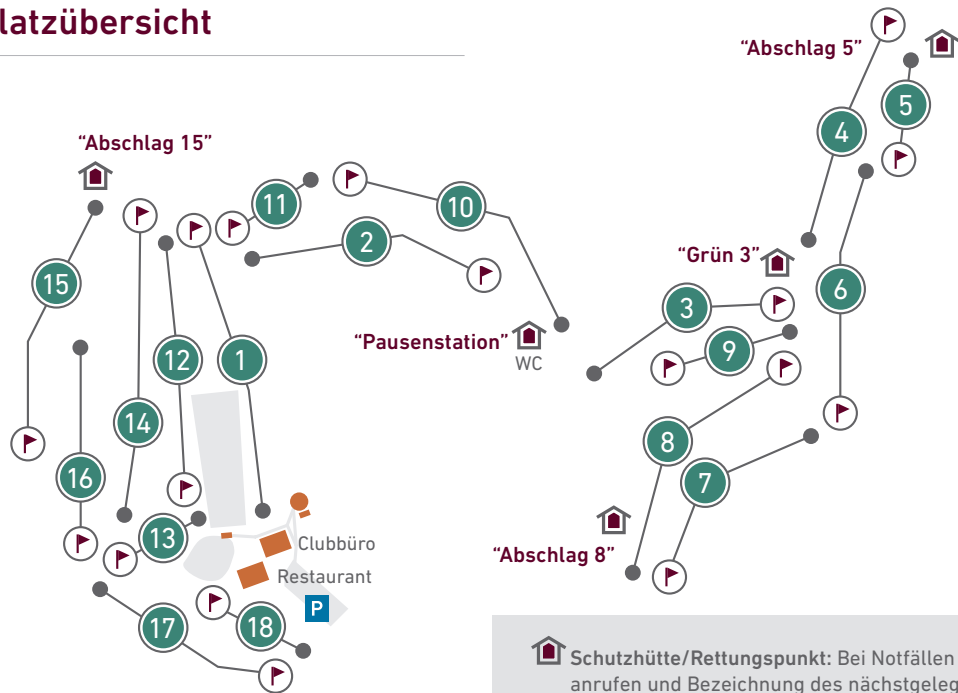 latzübersicht
“Abschlag 5”
5
4
“Abschlag 15”
11
10
2
15
“Grün 3”
6
3
“Pausenstation”
WC
9
12
1
14
8
16
7
13
Clubbüro
“Abschlag 8”
Restaurant
P
17
18
Schutzhütte/Rettungspunkt: Bei Notfällen
anrufen und Bezeichnung des nächstgeleg